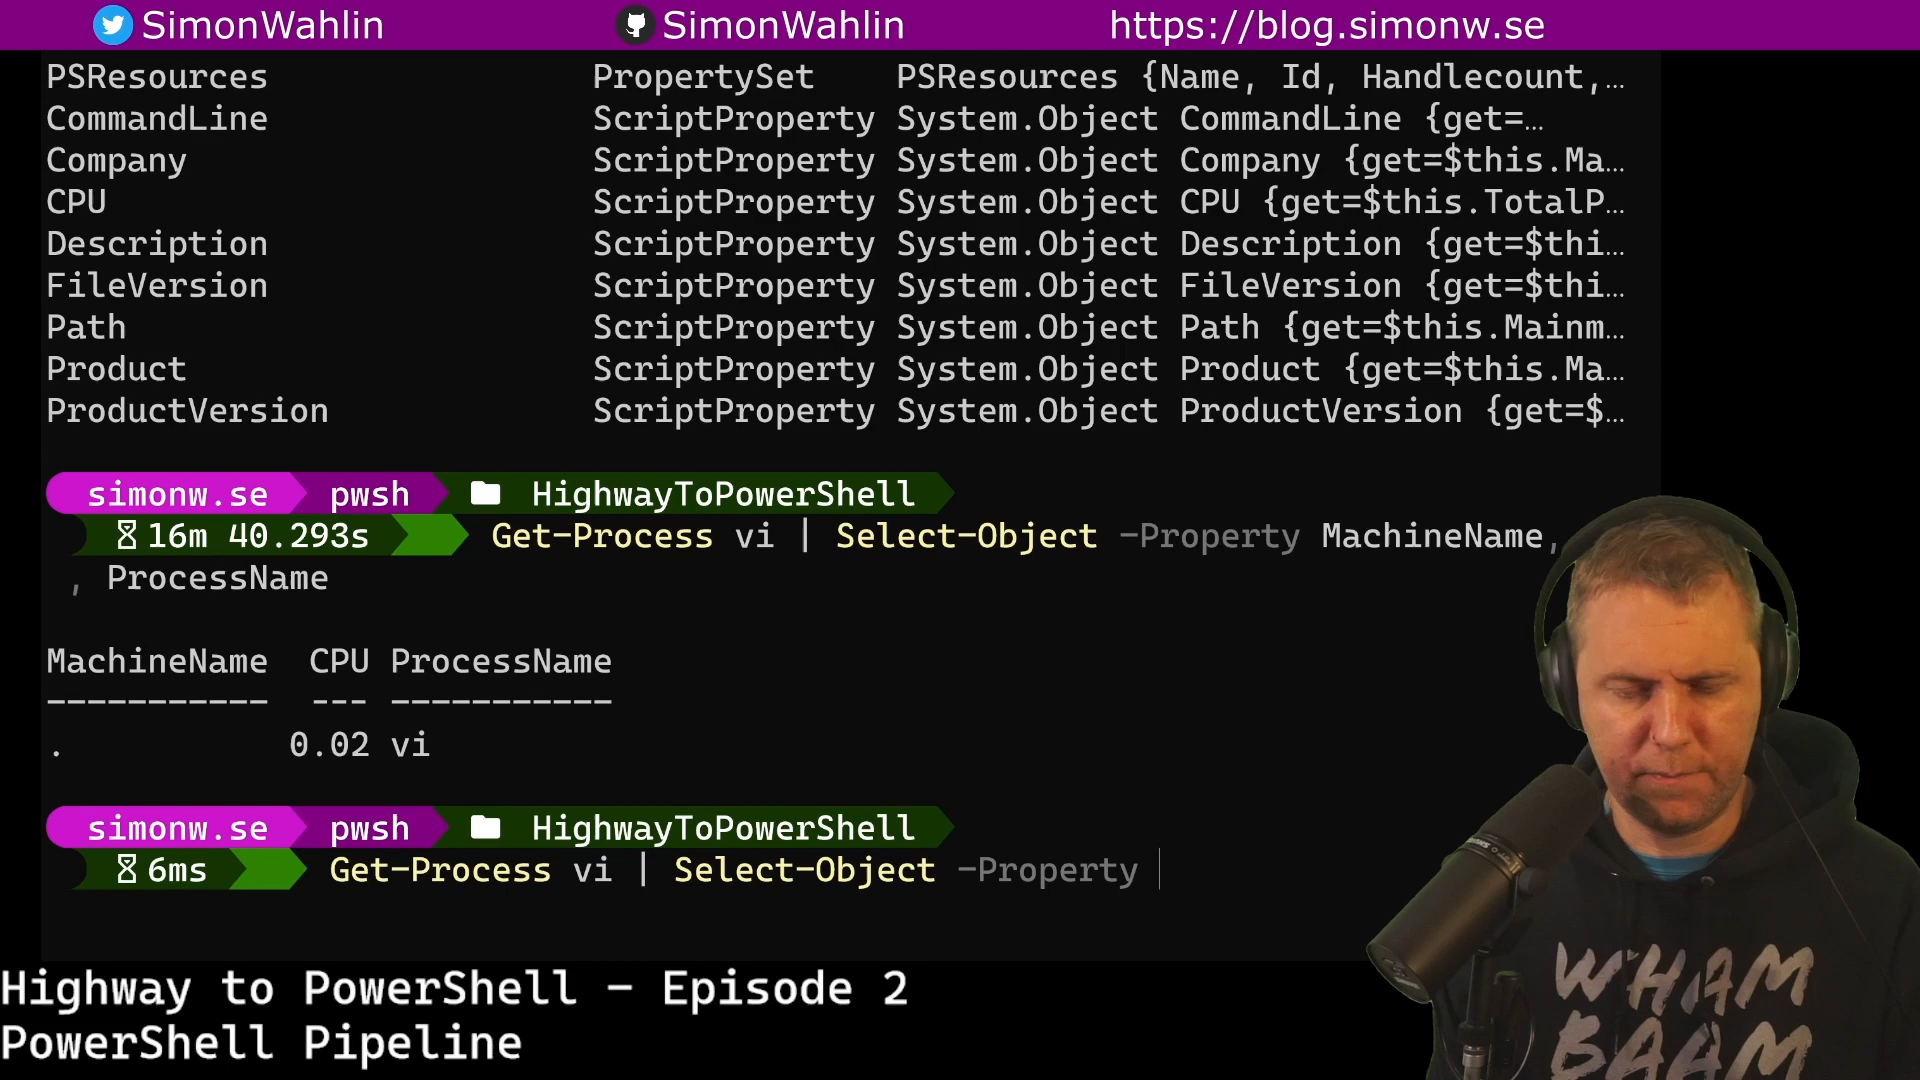 SimonWahlin SimonWahlin https://blog.simonw.se
PSResources PropertySet PSResources {Name, Id, Handlecount,…
CommandLine ScriptProperty System.Object CommandLine {get=…
Company ScriptProperty System.Object Company {get=$this.Ma…
CPU ScriptProperty System.Object CPU {get=$this.TotalP…
Description ScriptProperty System.Object Description {get=$thi…
FileVersion ScriptProperty System.Object FileVersion {get=$thi…
Path ScriptProperty System.Object Path {get=$this.Mainm…
Product ScriptProperty System.Object Product {get=$this.Ma…
ProductVersion ScriptProperty System.Object ProductVersion {get=$…
simonw.se pwsh HighwayToPowerShell
16m 40.293s Get-Process vi | Select-Object -Property MachineName,
, ProcessName
MachineName CPU ProcessName
----------- --- -----------
. 0.02 vi
simonw.se pwsh HighwayToPowerShell
6ms Get-Process vi | Select-Object -Property
Highway to PowerShell - Episode 2
PowerShell Pipeline
WHAM
BAAM